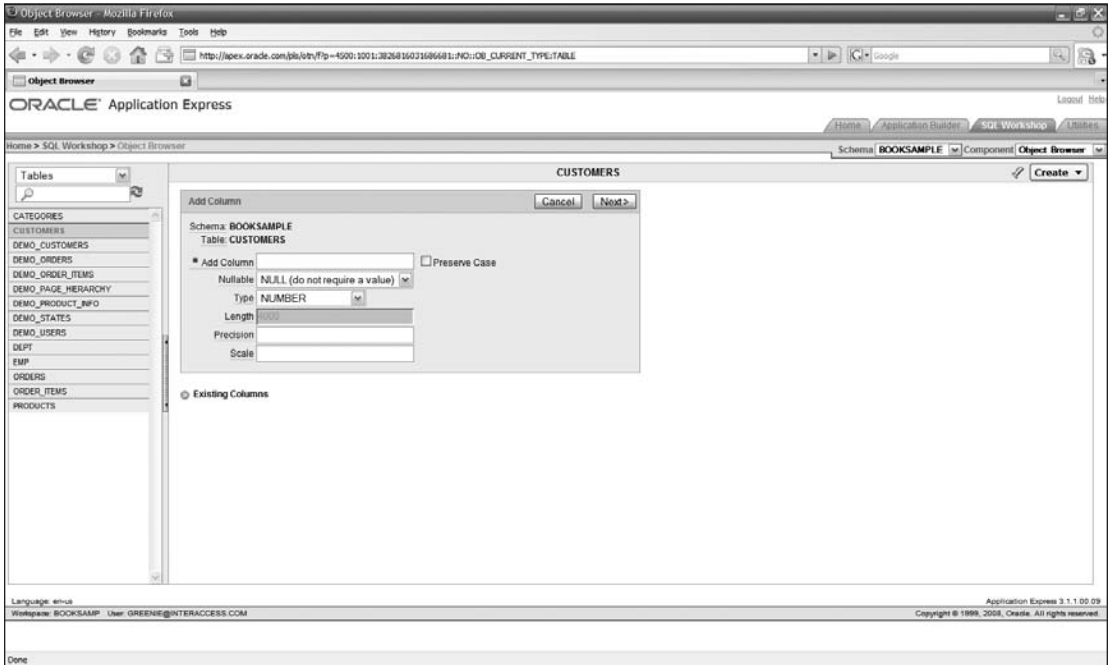 Object Browser - Mozilla Firefox
File Edit View History Bookmarks Tools Help
http://apex.oracle.com/pls/otn/f?p=4500:1001:3826816031686681::NO::OB_CURRENT_TYPE:TABLE
Google
Object Browser
ORACLE Application Express
Logout Help
Home Application Builder SQL Workshop Utilities
Home > SQL Workshop > Object Browser
Schema BOOKSAMPLE Component Object Browser
Tables
CUSTOMERS
Create
Add Column
Cancel Next >
CATEGORIES
CUSTOMERS
DEMO_CUSTOMERS
DEMO_ORDERS
DEMO_ORDER_ITEMS
DEMO_PAGE_HIERARCHY
DEMO_PRODUCT_INFO
DEMO_STATES
DEMO_USERS
DEPT
EMP
ORDERS
ORDER_ITEMS
PRODUCTS
Schema: BOOKSAMPLE
Table: CUSTOMERS
* Add Column Preserve Case
Nullable NULL (do not require a value)
Type NUMBER
Length 4000
Precision
Scale
Existing Columns
Language: en-us
Application Express 3.1.1.00.09
Workspace: BOOKSAMP User: GREENIE@INTERACCESS.COM
Copyright © 1999, 2008, Oracle. All rights reserved.
Done